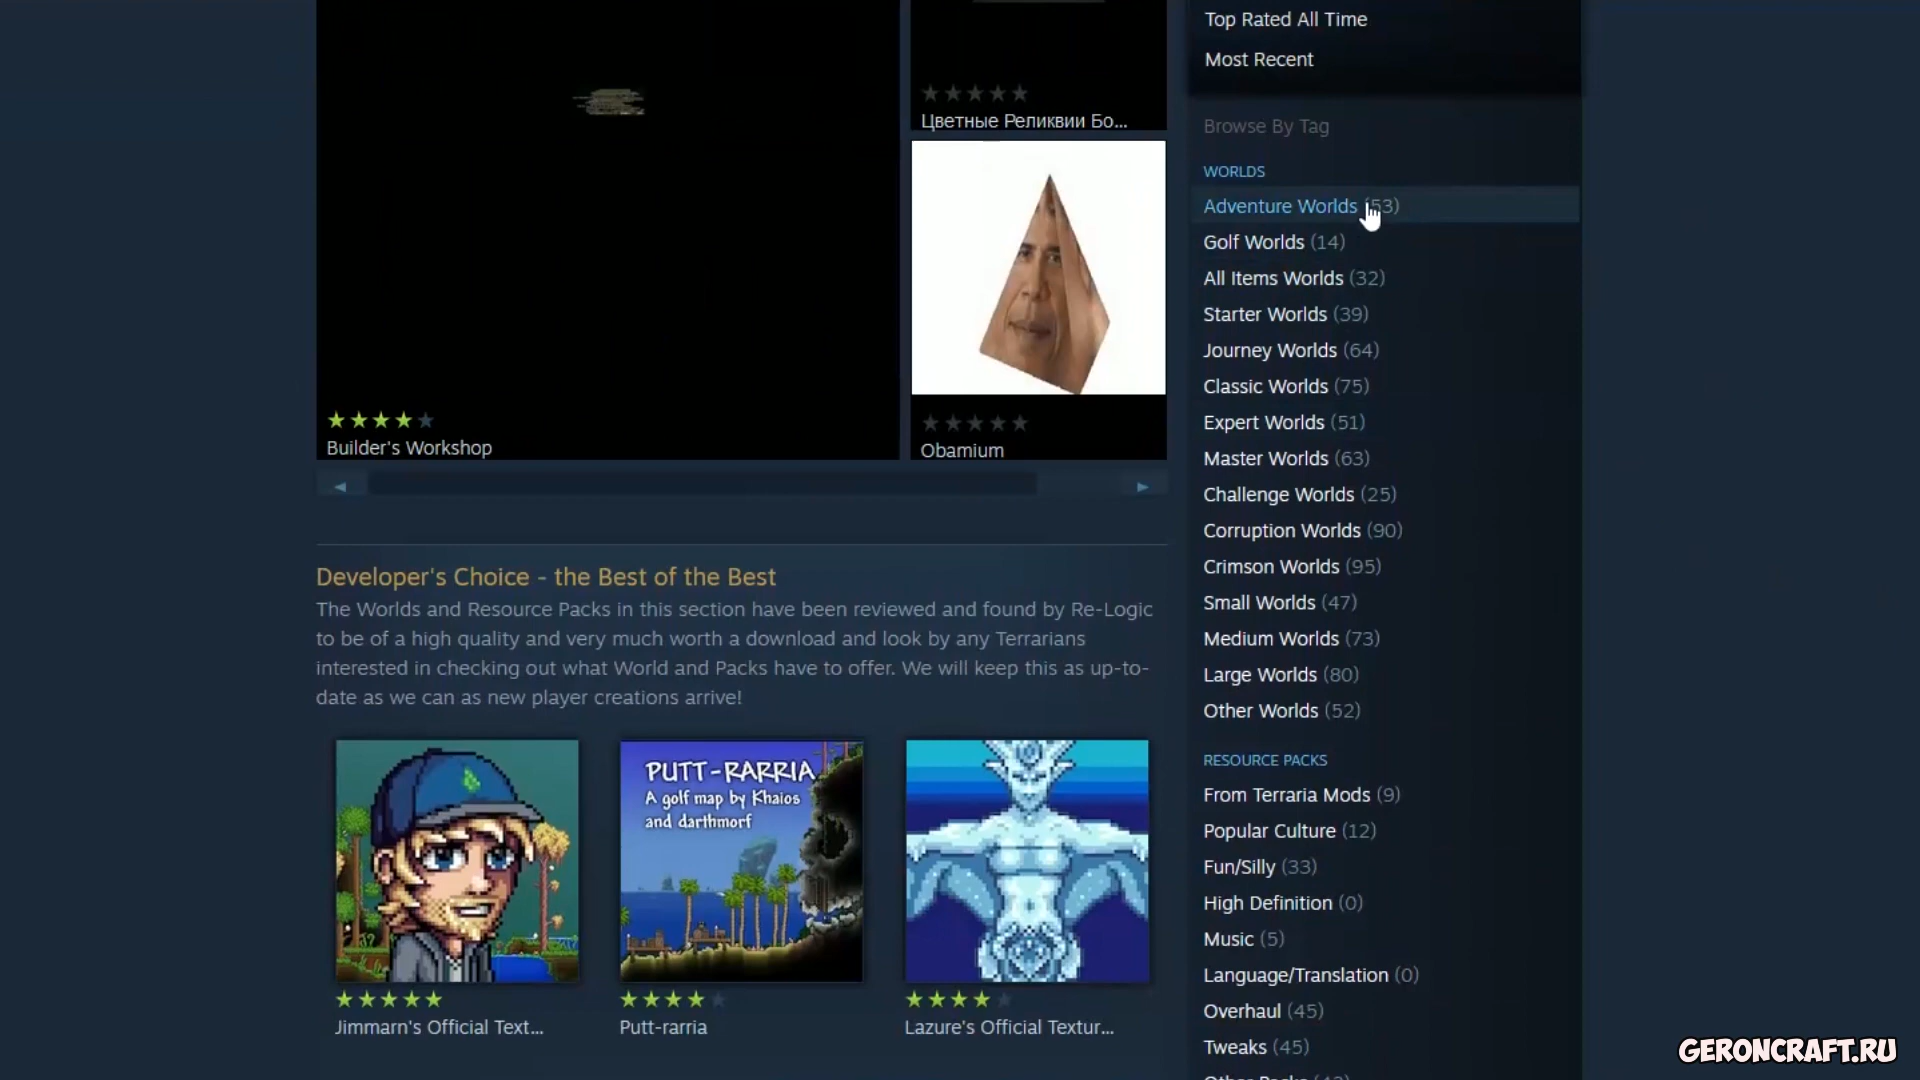 Top Rated All Time
Most Recent
Цветные Реликвии Бо...
Builder's Workshop
Obamium
Browse By Tag
WORLDS
Adventure Worlds (53)
Golf Worlds (14)
All Items Worlds (32)
Starter Worlds (39)
Journey Worlds (64)
Classic Worlds (75)
Expert Worlds (51)
Master Worlds (63)
Challenge Worlds (25)
Corruption Worlds (90)
Crimson Worlds (95)
Small Worlds (47)
Medium Worlds (73)
Large Worlds (80)
Other Worlds (52)
RESOURCE PACKS
From Terraria Mods (9)
Popular Culture (12)
Fun/Silly (33)
High Definition (0)
Music (5)
Language/Translation (0)
Overhaul (45)
Tweaks (45)
Developer's Choice - the Best of the Best
The Worlds and Resource Packs in this section have been reviewed and found by Re-Logic
to be of a high quality and very much worth a download and look by any Terrarians
interested in checking out what World and Packs have to offer. We will keep this as up-to-
date as we can as new player creations arrive!
PUTT-RARRIA
A golf map by Khaios
and darthmorf
Jimmarn's Official Text...
Putt-rarria
Lazure's Official Textur...
GERONCRAFT.RU